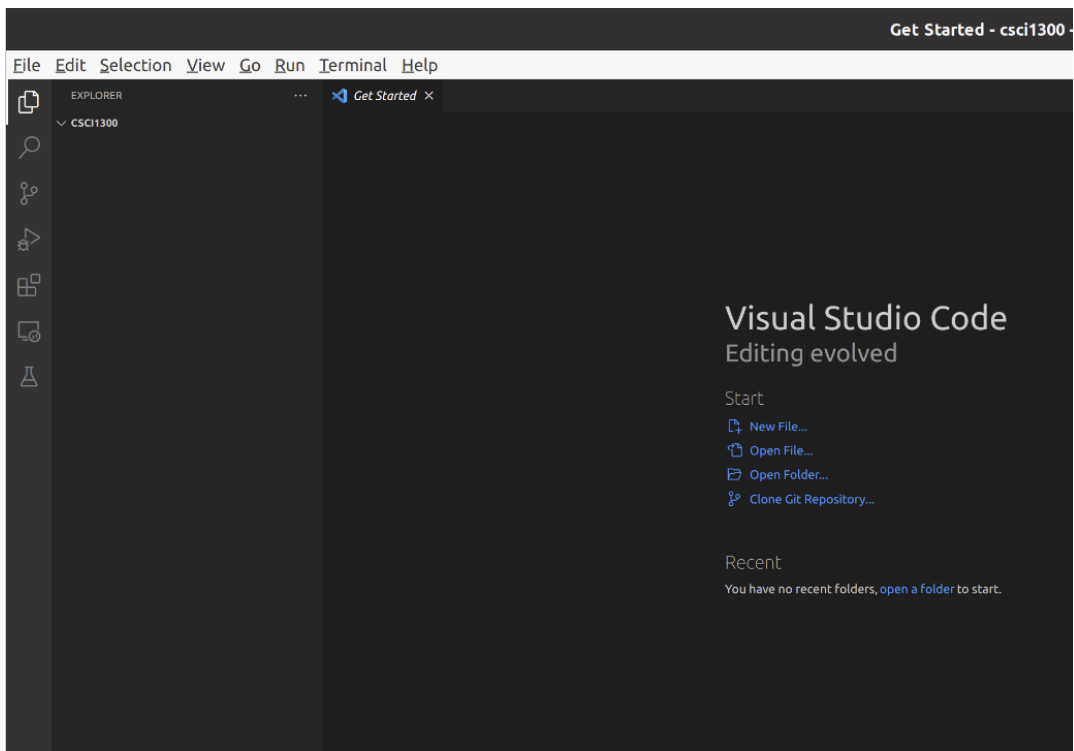 Get Started - csci1300 -
File Edit Selection View Go Run Terminal Help
EXPLORER ··· Get Started ×
CSCI1300
Visual Studio Code
Editing evolved
Start
New File...
Open File...
Open Folder...
Clone Git Repository...
Recent
You have no recent folders, open a folder to start.